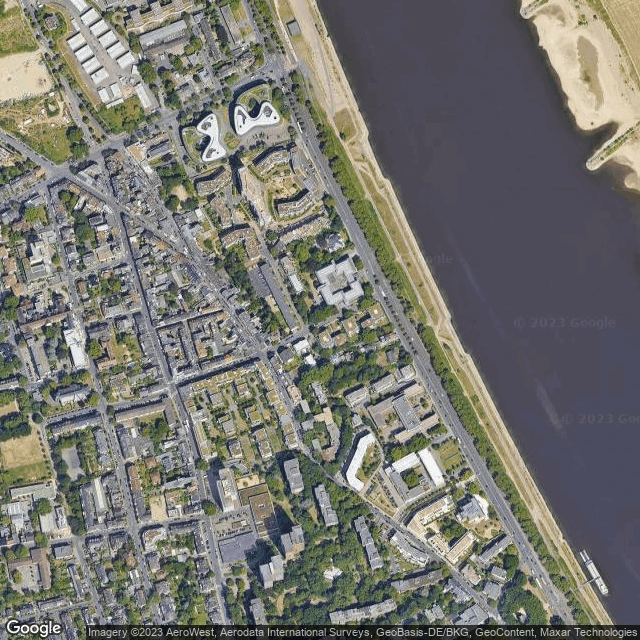 © 2023 Google
© 2023 Google
Google
Imagery ©2023 AeroWest, Aerodata International Surveys, GeoBasis-DE/BKG, GeoContent, Maxar Technologies